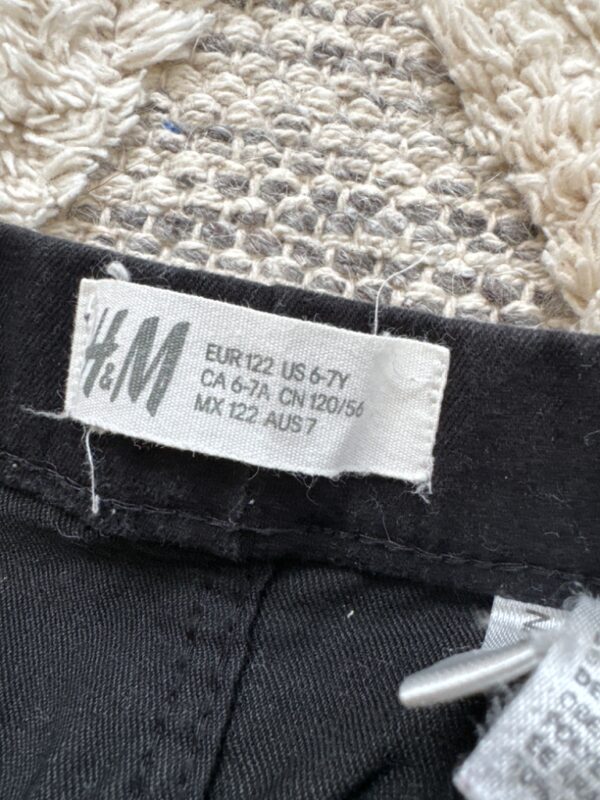 H&M
EUR 122 US 6-7Y
CA 6-7A CN 120/56
MX 122 AUS 7